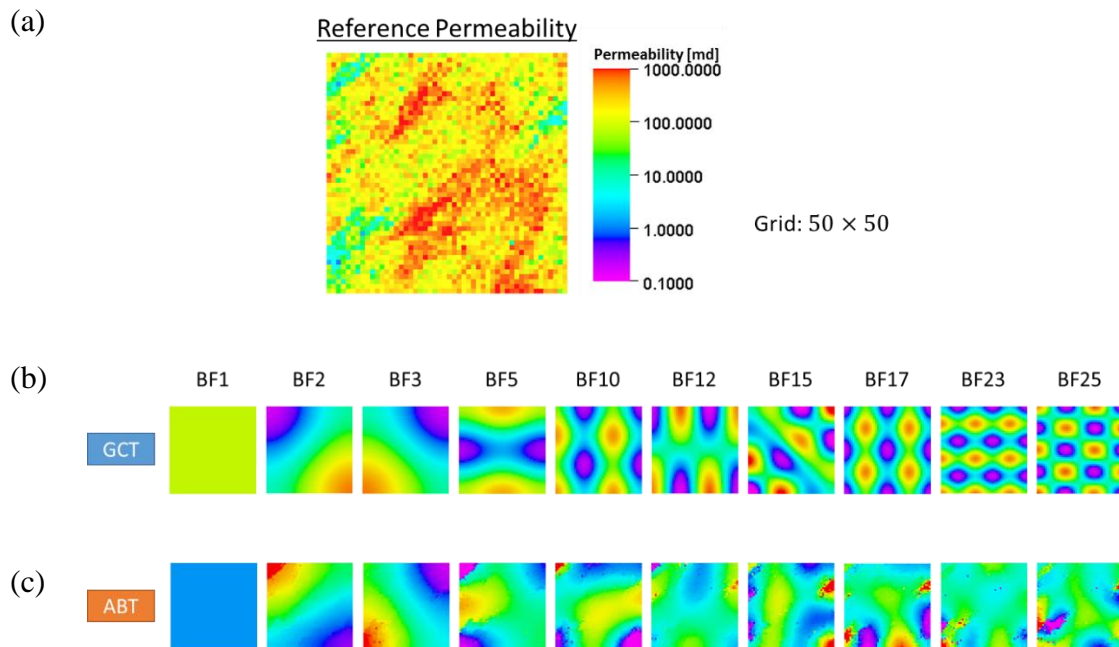 (a)
Reference Permeability
Permeability [md]
1000.0000
100.0000
10.0000
1.0000
0.1000
Grid: 50 × 50
(b)
BF1 BF2 BF3 BF5 BF10 BF12 BF15 BF17 BF23 BF25
GCT
(c)
ABT